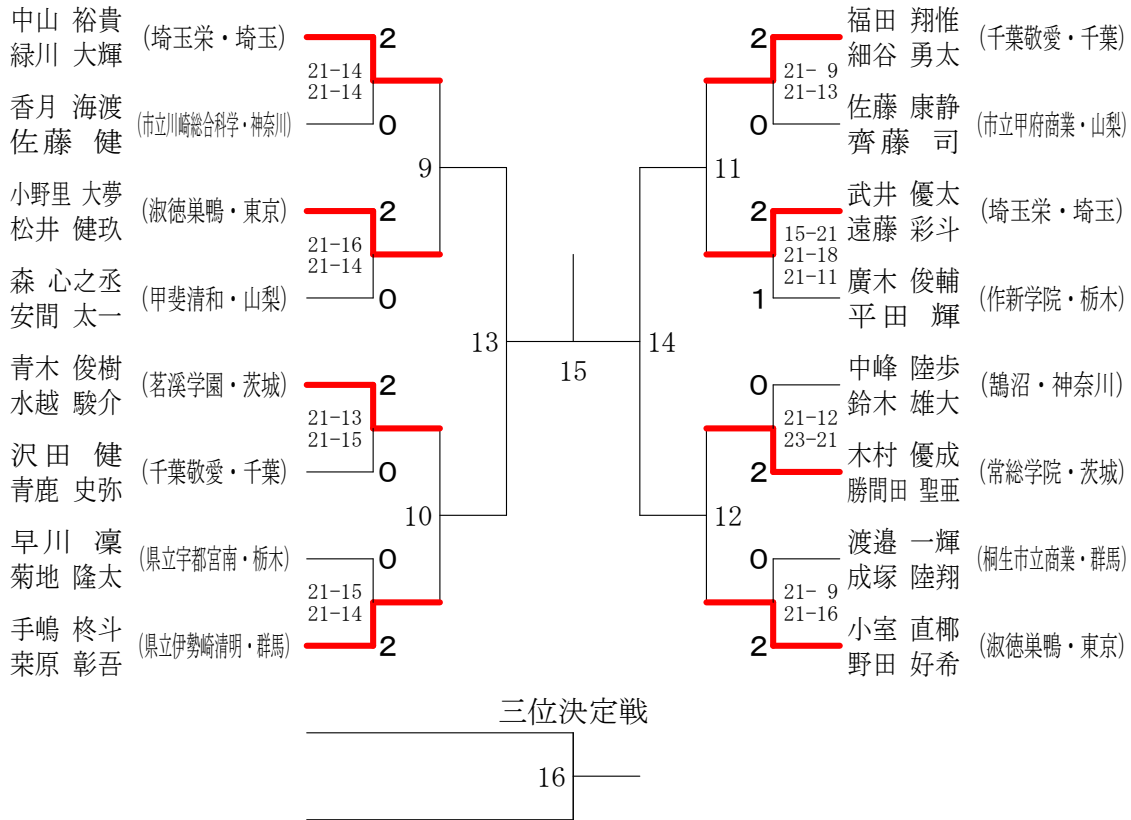 中山 裕貴
緑川 大輝
(埼玉栄・埼玉)
2
21-14
21-14
香月 海渡
佐藤 健
(市立川崎総合科学・神奈川)
0
9
小野里 大夢
松井 健玖
(淑徳巣鴨・東京)
2
21-16
21-14
森 心之丞
安間 太一
(甲斐清和・山梨)
0
13
青木 俊樹
水越 駿介
(茗溪学園・茨城)
2
21-13
21-15
沢田 健
青鹿 史弥
(千葉敬愛・千葉)
0
10
早川 凜
菊地 隆太
(県立宇都宮南・栃木)
0
21-15
21-14
手嶋 柊斗
桒原 彰吾
(県立伊勢崎清明・群馬)
2
15
福田 翔惟
細谷 勇太
(千葉敬愛・千葉)
2
21- 9
21-13
佐藤 康静
齊藤 司
(市立甲府商業・山梨)
0
11
武井 優太
遠藤 彩斗
(埼玉栄・埼玉)
2
15-21
21-18
21-11
廣木 俊輔
平田 輝
(作新学院・栃木)
1
14
中峰 陸歩
鈴木 雄大
(鵠沼・神奈川)
0
21-12
23-21
木村 優成
勝間田 聖亜
(常総学院・茨城)
2
12
渡邉 一輝
成塚 陸翔
(桐生市立商業・群馬)
0
21- 9
21-16
小室 直椰
野田 好希
(淑徳巣鴨・東京)
2
三位決定戦
16